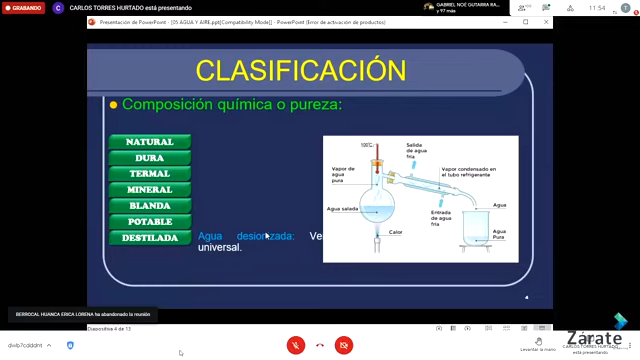 GRABANDO
C
CARLOS TORRES HURTADO está presentando
GABRIEL NOÉ GUTARRA BA...
y 97 más
11:54
Presentación de PowerPoint - [05 AGUA Y AIRE.ppt [Compatibility Mode]] - PowerPoint (Error de activación de productos)
CLASIFICACIÓN
Composición química o pureza:
NATURAL
DURA
TERMAL
MINERAL
BLANDA
POTABLE
DESTILADA
Agua desionizada: Ve
universal.
100°C
Salida
de agua
fría
Vapor de
agua
pura
Vapor condensado en
el tubo refrigerante
Agua salada
Agua
Entrada de
agua fría
Calor
Agua
Pura
4
BERROCAL HUANCA ERICA LORENA ha abandonado la reunión
Diapositiva 4 de 13
Zárate
Levantar la mano
CARLOS TORRES HURTADO
está presentando